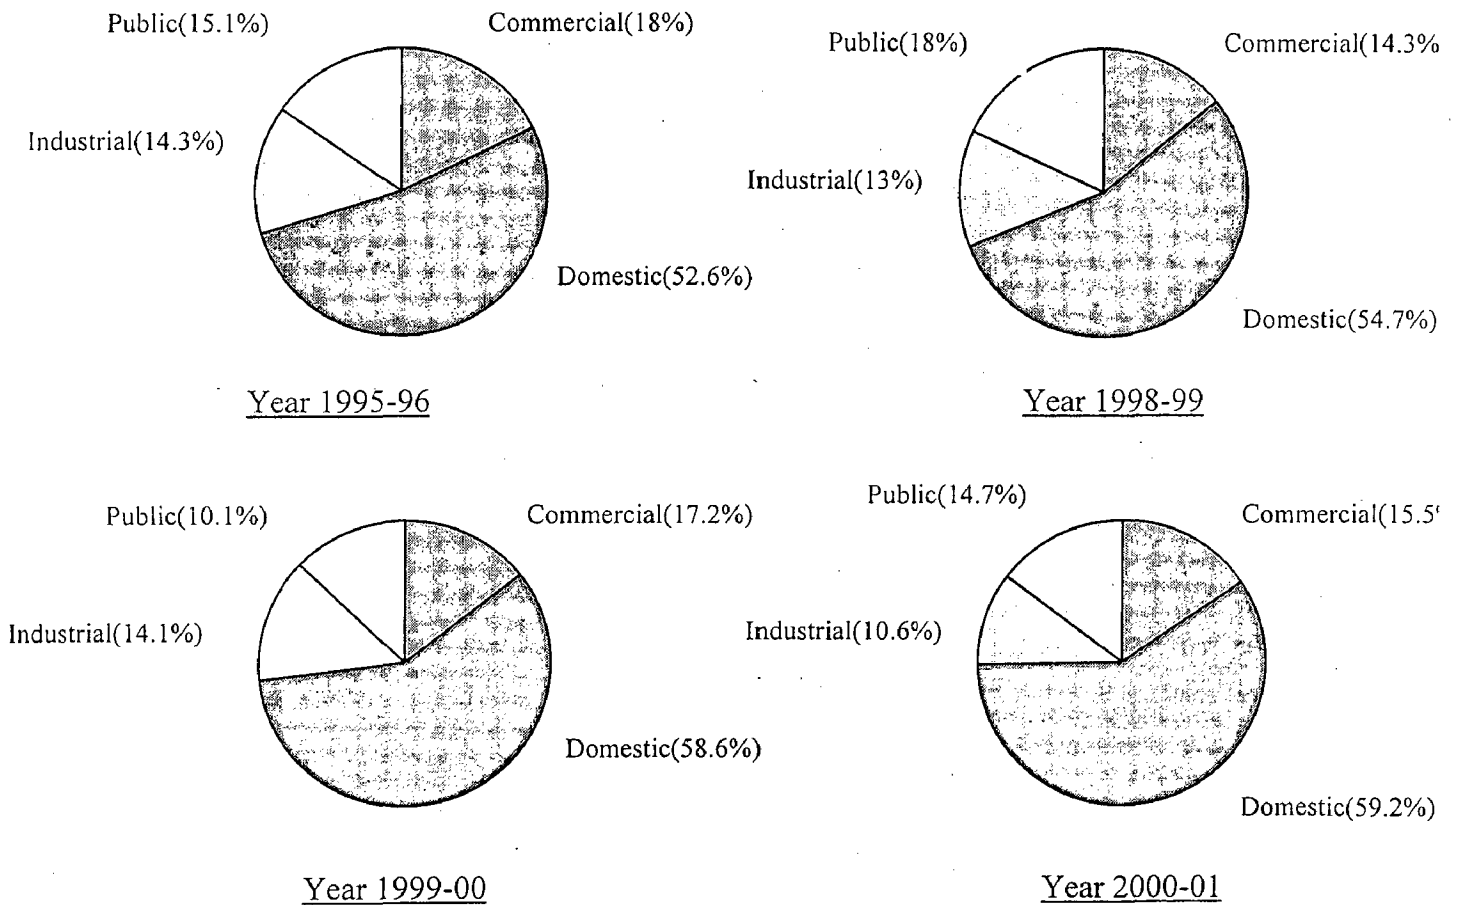 Public(15.1%)
Commercial(18%)
Industrial(14.3%)
Domestic(52.6%)
Year 1995-96
Public(18%)
Commercial(14.3%
Industrial(13%)
Domestic(54.7%)
Year 1998-99
Public(10.1%)
Commercial(17.2%)
Industrial(14.1%)
Domestic(58.6%)
Year 1999-00
Public(14.7%)
Commercial(15.5
Industrial(10.6%)
Domestic(59.2%)
Year 2000-01